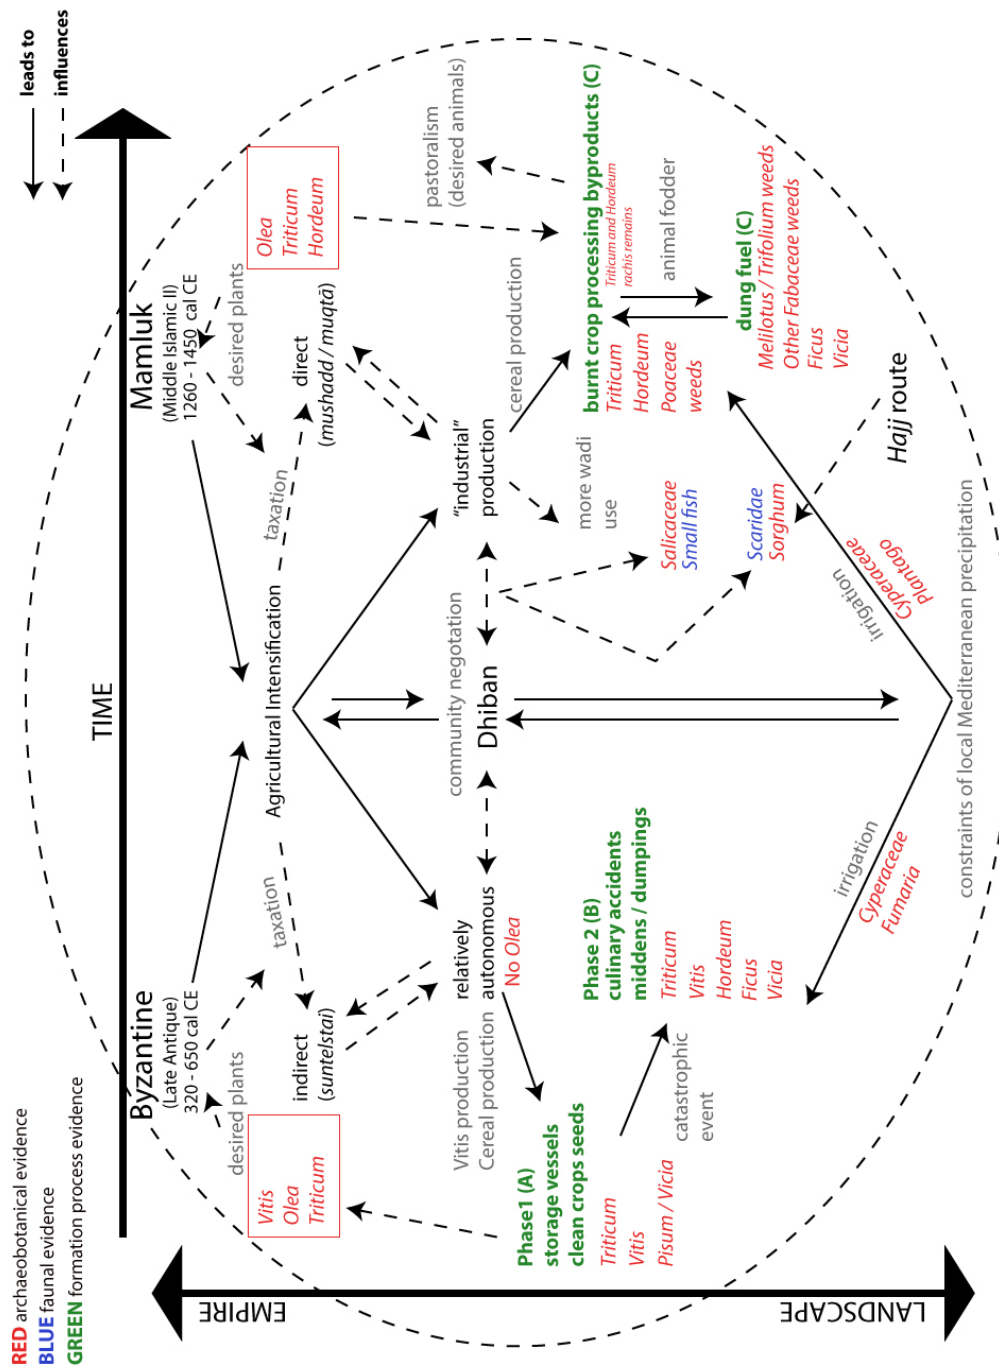 RED archaeobotanical evidence
BLUE faunal evidence
GREEN formation process evidence
leads to
influences
TIME
EMPIRE
LANDSCAPE
Byzantine
(Late Antique)
320 - 650 cal CE
Mamluk
(Middle Islamic II)
1260 - 1450 cal CE
desired plants
Vitis
Olea
Triticum
taxation
indirect
(suntelstai)
Agricultural Intensification
taxation
direct
(mushadd / muqtā)
desired plants
Olea
Triticum
Hordeum
pastoralism
(desired animals)
Vitis production
Cereal production
relatively
autonomous
No Olea
community negotation
Dhiban
"industrial"
production
cereal production
Phase1 (A)
storage vessels
clean crops seeds
Triticum
Vitis
Pisum / Vicia
catastrophic
event
Phase 2 (B)
culinary accidents
middens / dumpings
Triticum
Vitis
Hordeum
Ficus
Vicia
more wadi
use
Salicaceae
Small fish
Scaridae
Sorghum
burnt crop processing byproducts (C)
Triticum
Hordeum
Poaceae
weeds
Triticum and Hordeum
rachis remains
animal fodder
dung fuel (C)
Melilotus / Trifolium weeds
Other Fabaceae weeds
Ficus
Vicia
Hajj route
irrigation
Cyperaceae
Fumaria
irrigation
Cyperaceae
Plantago
constraints of local Mediterranean precipitation